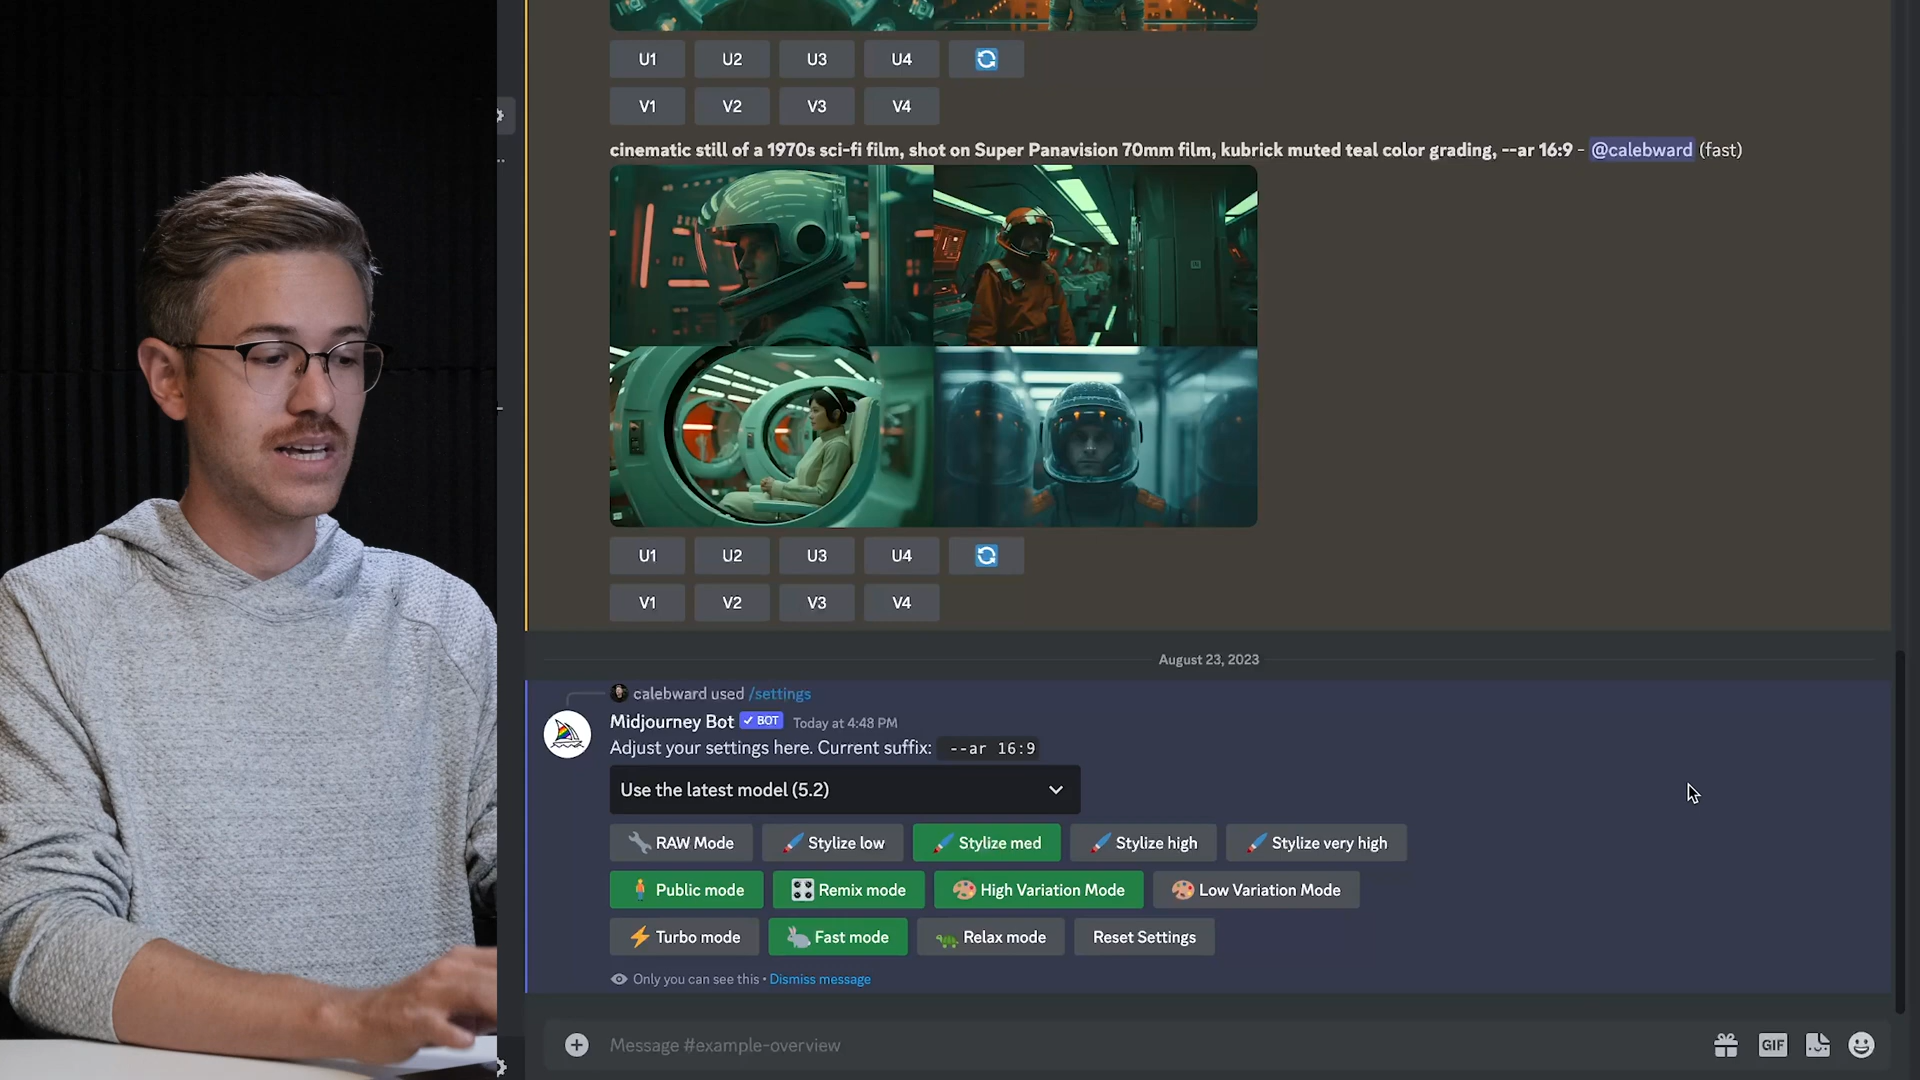 U1 U2 U3 U4
V1 V2 V3 V4
cinematic still of a 1970s sci-fi film, shot on Super Panavision 70mm film, kubrick muted teal color grading, --ar 16:9 - @calebward (fast)
U1 U2 U3 U4
V1 V2 V3 V4
August 23, 2023
calebward used /settings
Midjourney Bot ✓ BOT Today at 4:48 PM
Adjust your settings here. Current suffix: --ar 16:9
Use the latest model (5.2)
RAW Mode Stylize low Stylize med Stylize high Stylize very high
Public mode Remix mode High Variation Mode Low Variation Mode
Turbo mode Fast mode Relax mode Reset Settings
Only you can see this • Dismiss message
Message #example-overview GIF